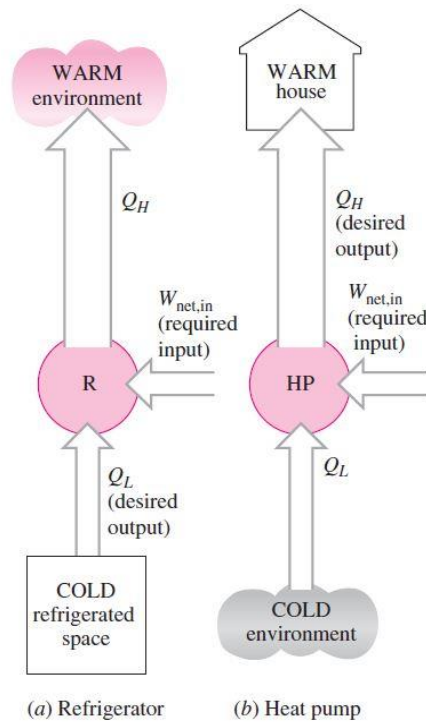 WARM
environment
Q_H
W_net,in
(required
input)
R
Q_L
(desired
output)
COLD
refrigerated
space
(a) Refrigerator
WARM
house
Q_H
(desired
output)
W_net,in
(required
input)
HP
Q_L
COLD
environment
(b) Heat pump